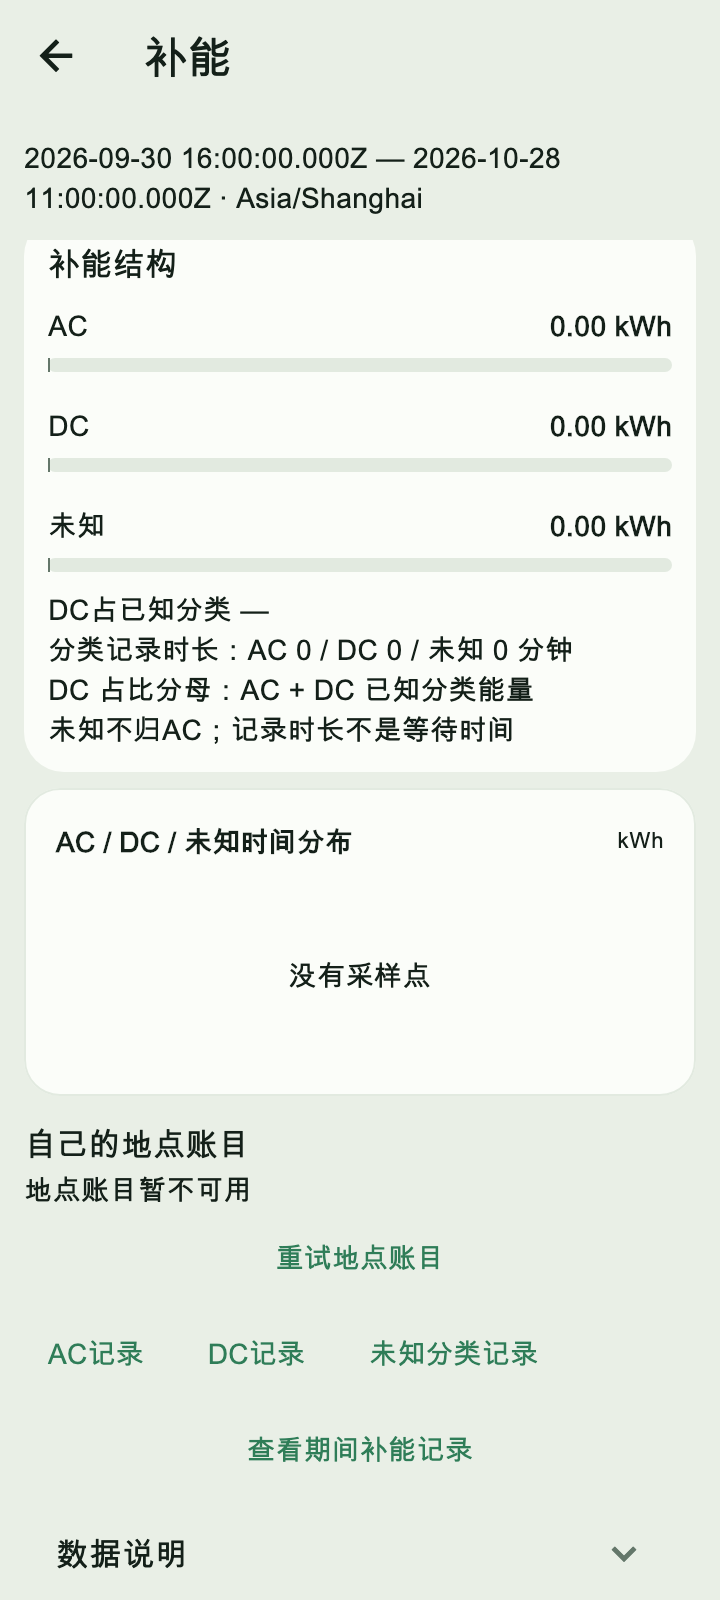 补能
2026-09-30 16:00:00.000Z — 2026-10-28
11:00:00.000Z · Asia/Shanghai
补能结构
AC 0.00 kWh
DC 0.00 kWh
未知 0.00 kWh
DC占已知分类 —
分类记录时长：AC 0 / DC 0 / 未知 0 分钟
DC 占比分母：AC + DC 已知分类能量
未知不归AC；记录时长不是等待时间
AC / DC / 未知时间分布 kWh
没有采样点
自己的地点账目
地点账目暂不可用
重试地点账目
AC记录 DC记录 未知分类记录
查看期间补能记录
数据说明